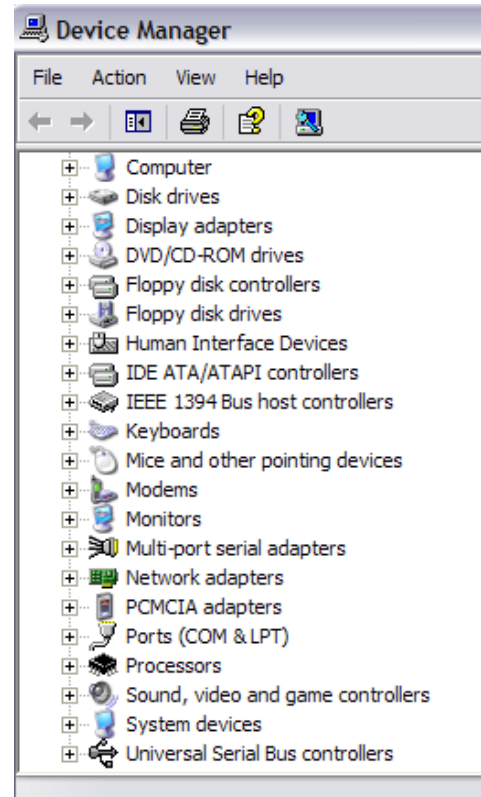 Device Manager
File Action View Help
Computer
Disk drives
Display adapters
DVD/CD-ROM drives
Floppy disk controllers
Floppy disk drives
Human Interface Devices
IDE ATA/ATAPI controllers
IEEE 1394 Bus host controllers
Keyboards
Mice and other pointing devices
Modems
Monitors
Multi-port serial adapters
Network adapters
PCMCIA adapters
Ports (COM & LPT)
Processors
Sound, video and game controllers
System devices
Universal Serial Bus controllers